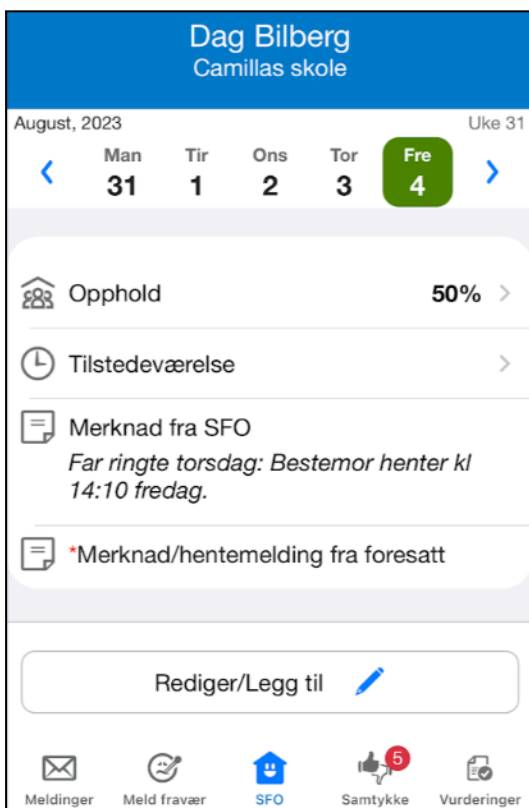 Dag Bilberg
Camillas skole
August, 2023 Uke 31
Man Tir Ons Tor Fre
31 1 2 3 4
Opphold 50%
Tilstedeværelse
Merknad fra SFO
Far ringte torsdag: Bestemor henter kl
14:10 fredag.
*Merknad/hentemelding fra foresatt
Rediger/Legg til
5
Meldinger Meld fravær SFO Samtykke Vurderinger